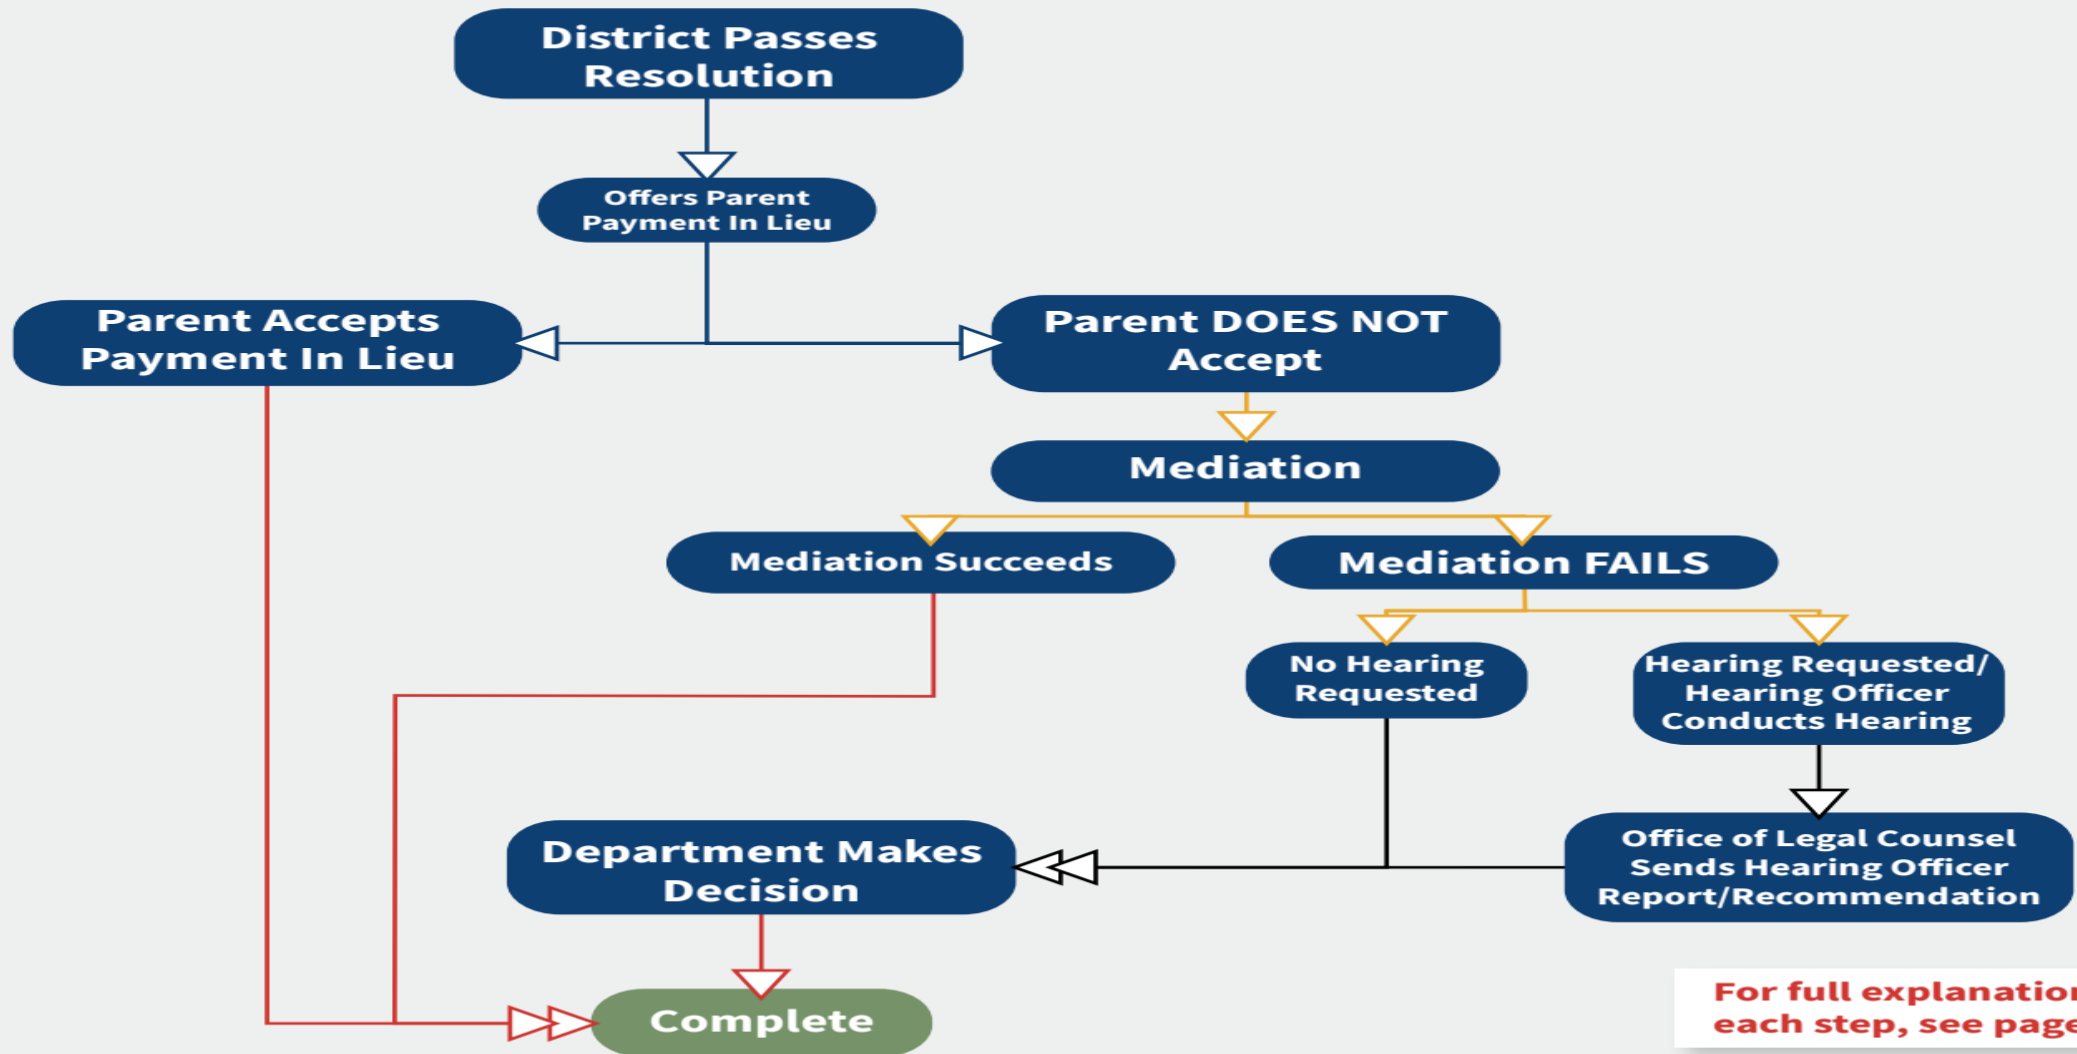 District Passes
Resolution
Offers Parent
Payment In Lieu
Parent Accepts
Payment In Lieu
Parent DOES NOT
Accept
Mediation
Mediation Succeeds
Mediation FAILS
No Hearing
Requested
Hearing Requested/
Hearing Officer
Conducts Hearing
Department Makes
Decision
Office of Legal Counsel
Sends Hearing Officer
Report/Recommendation
Complete
For full explanation
each step, see page